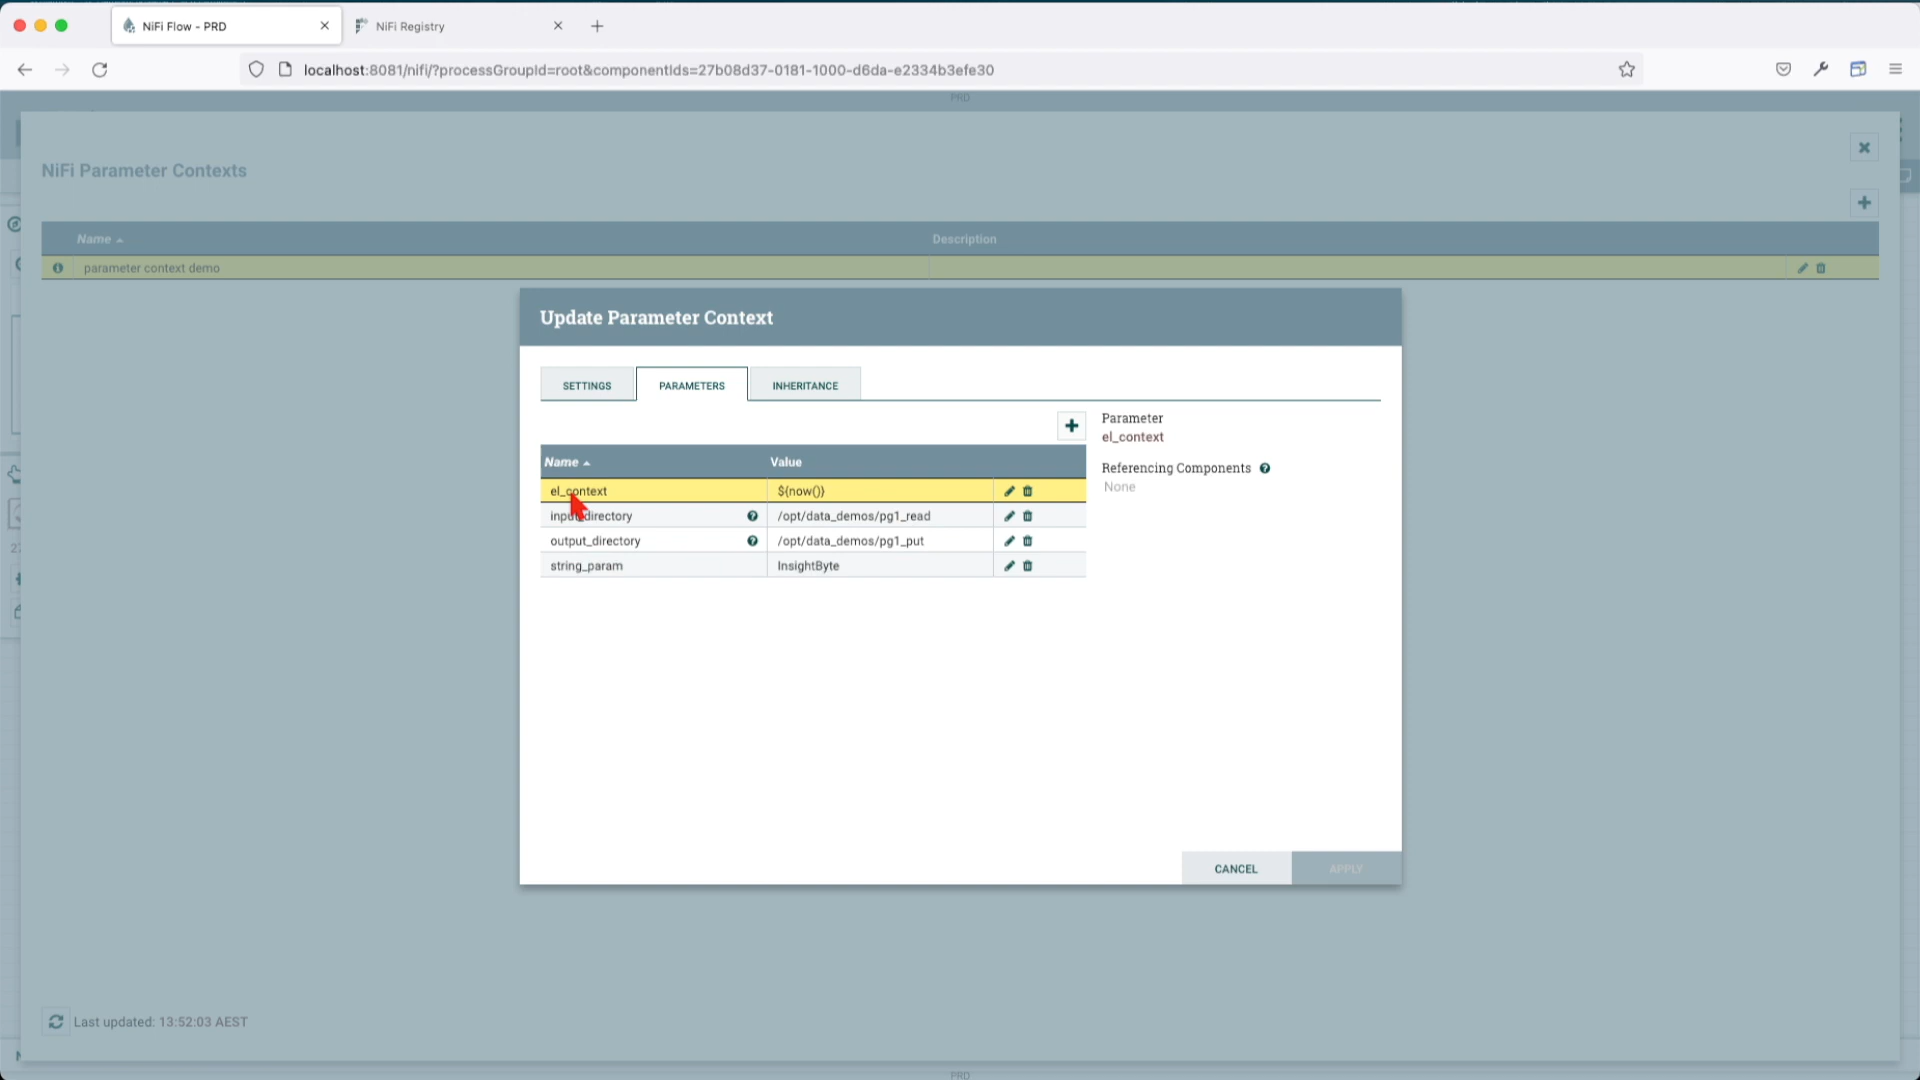 NiFi Flow - PRD
NiFi Registry
localhost:8081/nifi/?processGroupId=root&componentIds=27b08d37-0181-1000-d6da-e2334b3efe30
PRD
NiFi Parameter Contexts
Name
Description
parameter context demo
Update Parameter Context
SETTINGS
PARAMETERS
INHERITANCE
Parameter
el_context
Referencing Components
None
Name
Value
el_context
${now()}
input_directory
/opt/data_demos/pg1_read
output_directory
/opt/data_demos/pg1_put
string_param
InsightByte
CANCEL
APPLY
Last updated: 13:52:03 AEST
PRD